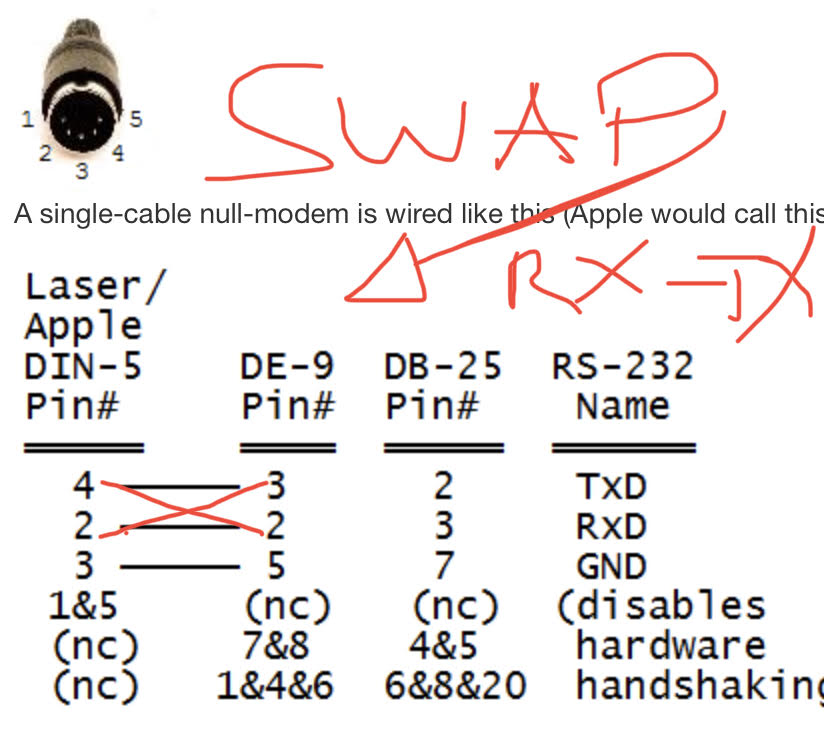 1 5
2 4
3
SWAP
A single-cable null-modem is wired like this (Apple would call this
RX-TX
Laser/
Apple
DIN-5 DE-9 DB-25 RS-232
Pin# Pin# Pin# Name
4 3 2 TxD
2 2 3 RxD
3 5 7 GND
1&5 (nc) (nc) (disables
(nc) 7&8 4&5 hardware
(nc) 1&4&6 6&8&20 handshaking